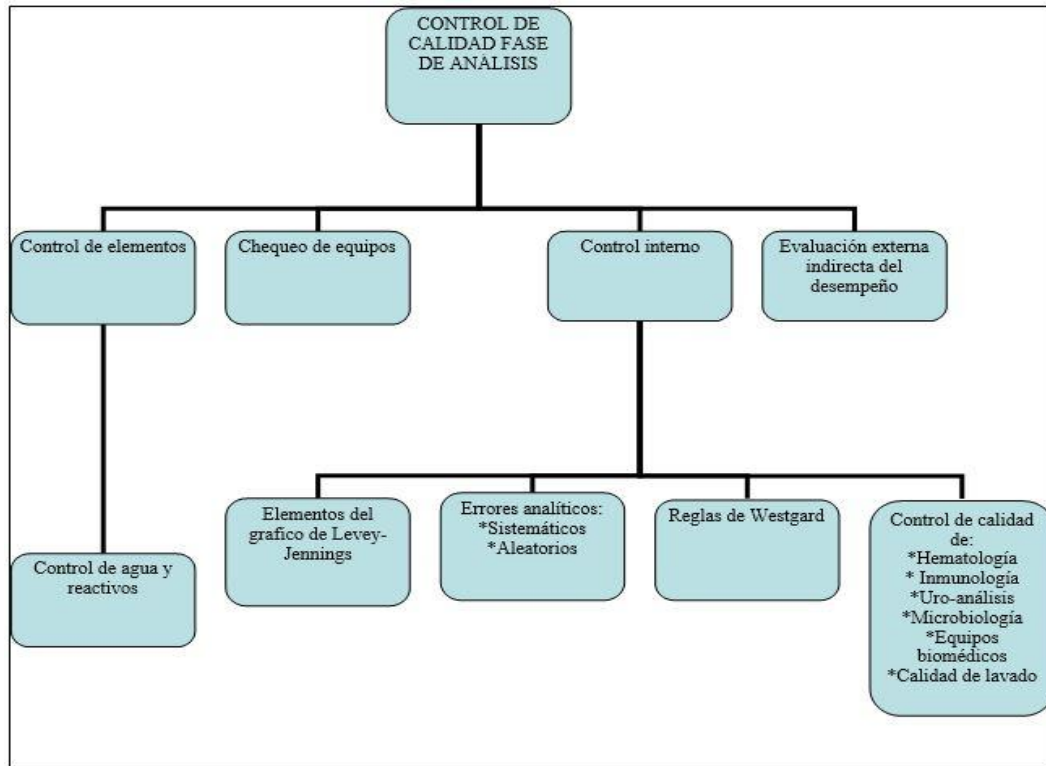 CONTROL DE
CALIDAD FASE
DE ANÀLISIS
Control de elementos
Chequeo de equipos
Control interno
Evaluación externa
indirecta del
desempeño
Control de agua y
reactivos
Elementos del
grafico de Levey-
Jennings
Errores analíticos:
*Sistemáticos
*Aleatorios
Reglas de Westgard
Control de calidad
de:
*Hematología
* Inmunología
*Uro-análisis
*Microbiología
*Equipos
biomédicos
*Calidad de lavado